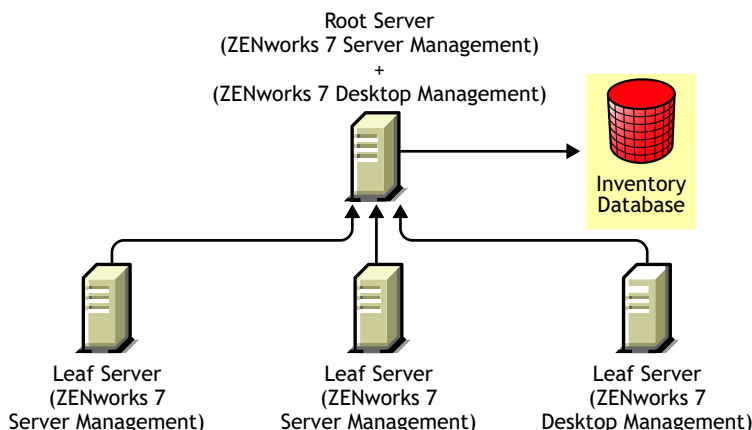 Root Server
(ZENworks 7 Server Management)
+
(ZENworks 7 Desktop Management)
Inventory
Database
Leaf Server
(ZENworks 7
Server Management)
Leaf Server
(ZENworks 7
Server Management)
Leaf Server
(ZENworks 7
Desktop Management)